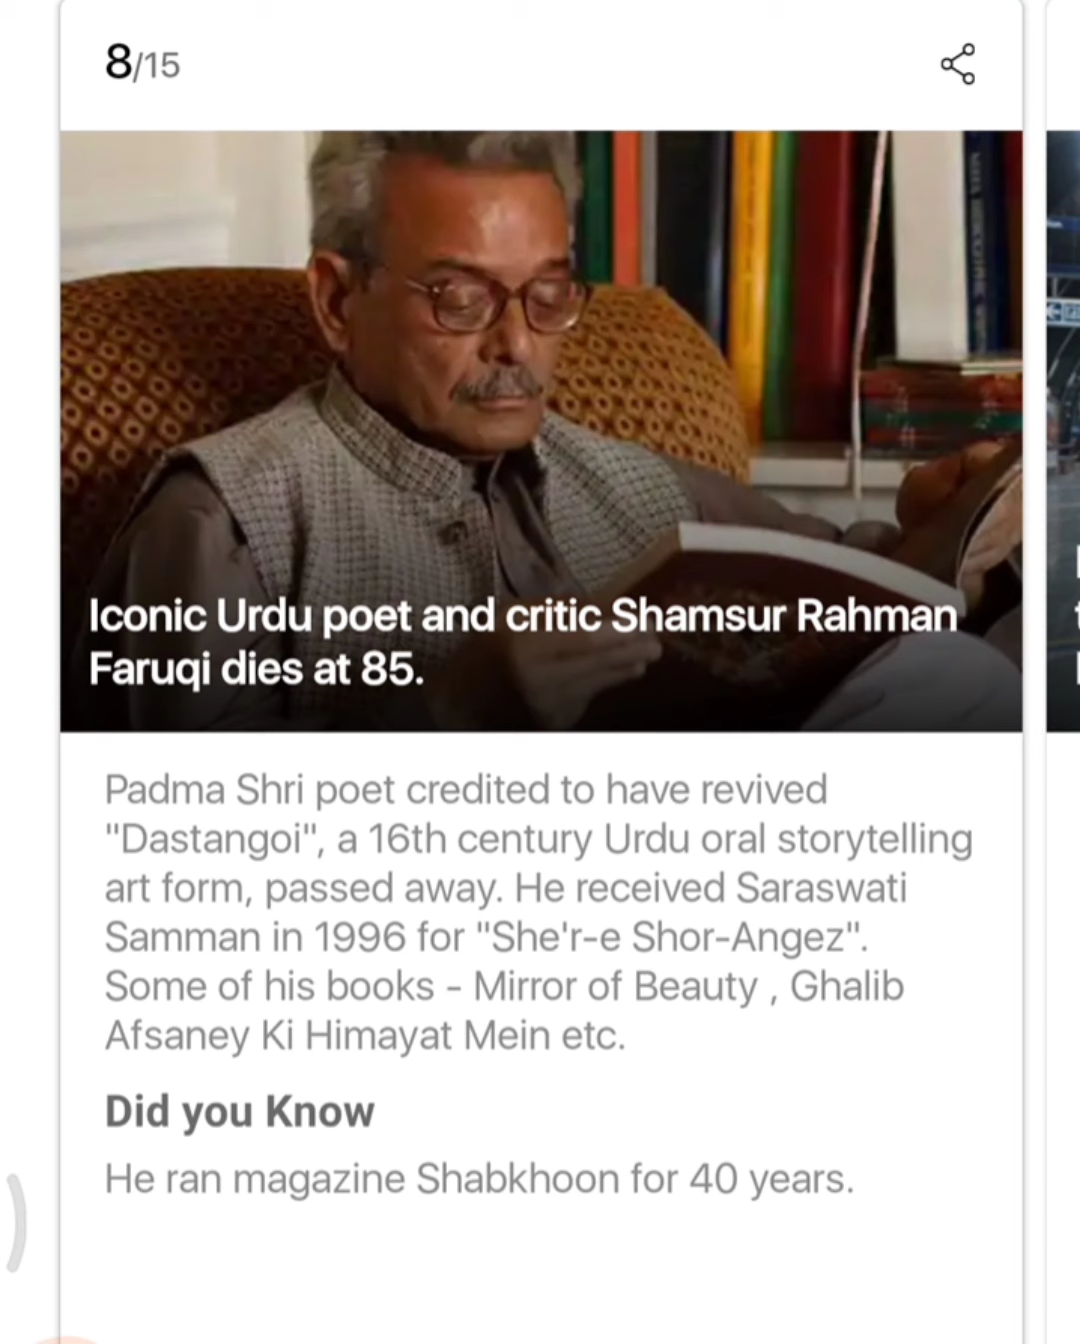 8/15
Iconic Urdu poet and critic Shamsur Rahman
Faruqi dies at 85.
Padma Shri poet credited to have revived
"Dastangoi", a 16th century Urdu oral storytelling
art form, passed away. He received Saraswati
Samman in 1996 for "She'r-e Shor-Angez".
Some of his books - Mirror of Beauty , Ghalib
Afsaney Ki Himayat Mein etc.
Did you Know
He ran magazine Shabkhoon for 40 years.